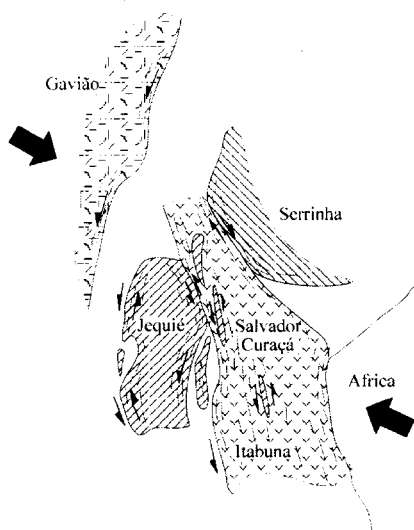 Gavião
Serrinha
Jequié
Salvador
Curaçá
Africa
Itabuna